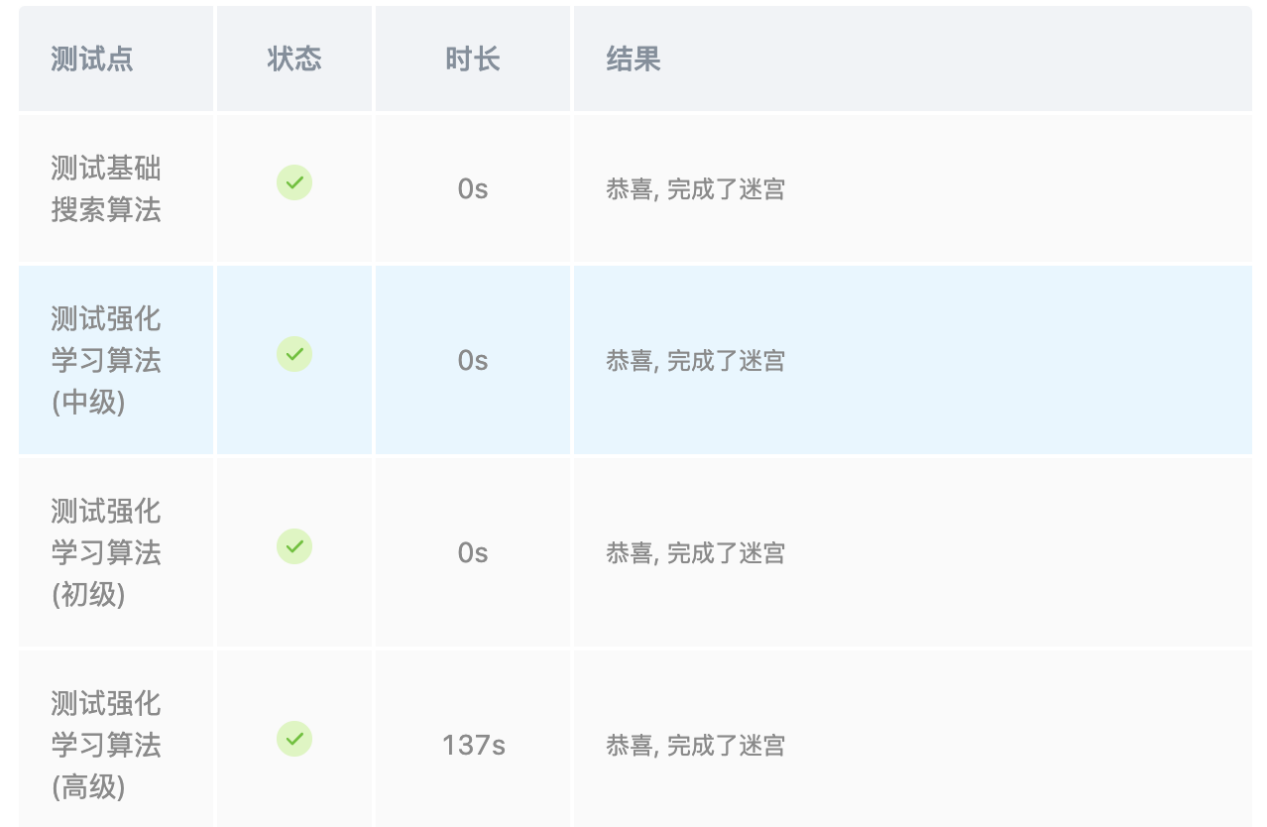 测试点 状态 时长 结果
测试基础
搜索算法
0s
恭喜, 完成了迷宫
测试强化
学习算法
(中级)
0s
恭喜, 完成了迷宫
测试强化
学习算法
(初级)
0s
恭喜, 完成了迷宫
测试强化
学习算法
(高级)
137s
恭喜, 完成了迷宫